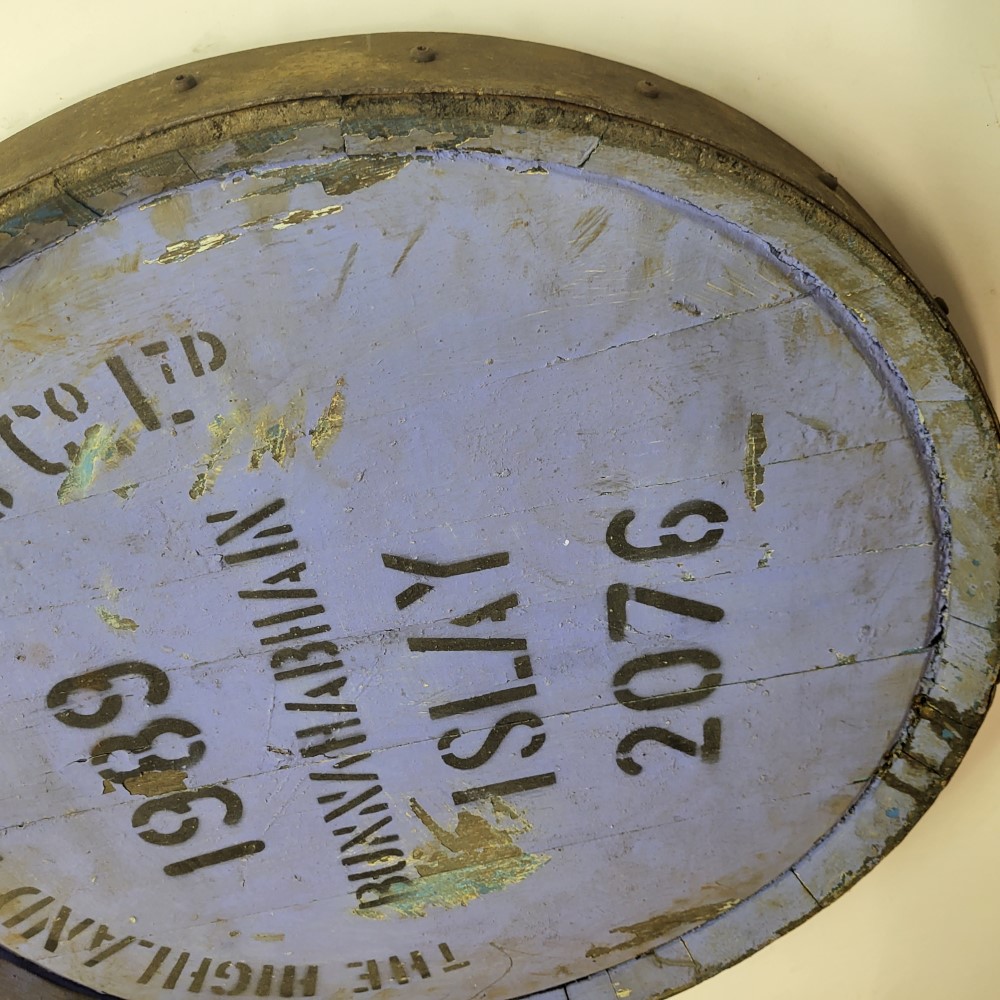 THE HIGHLAND Co LTD
1989
BUNNAHABHAIN
ISLAY
2076